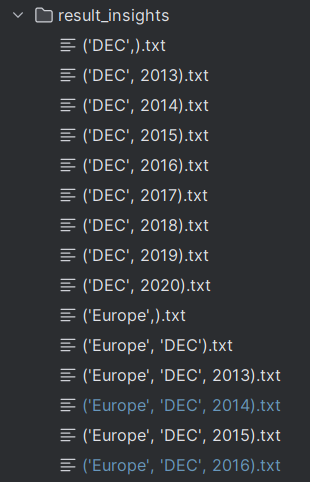 result_insights
('DEC',).txt
('DEC', 2013).txt
('DEC', 2014).txt
('DEC', 2015).txt
('DEC', 2016).txt
('DEC', 2017).txt
('DEC', 2018).txt
('DEC', 2019).txt
('DEC', 2020).txt
('Europe',).txt
('Europe', 'DEC').txt
('Europe', 'DEC', 2013).txt
('Europe', 'DEC', 2014).txt
('Europe', 'DEC', 2015).txt
('Europe', 'DEC', 2016).txt